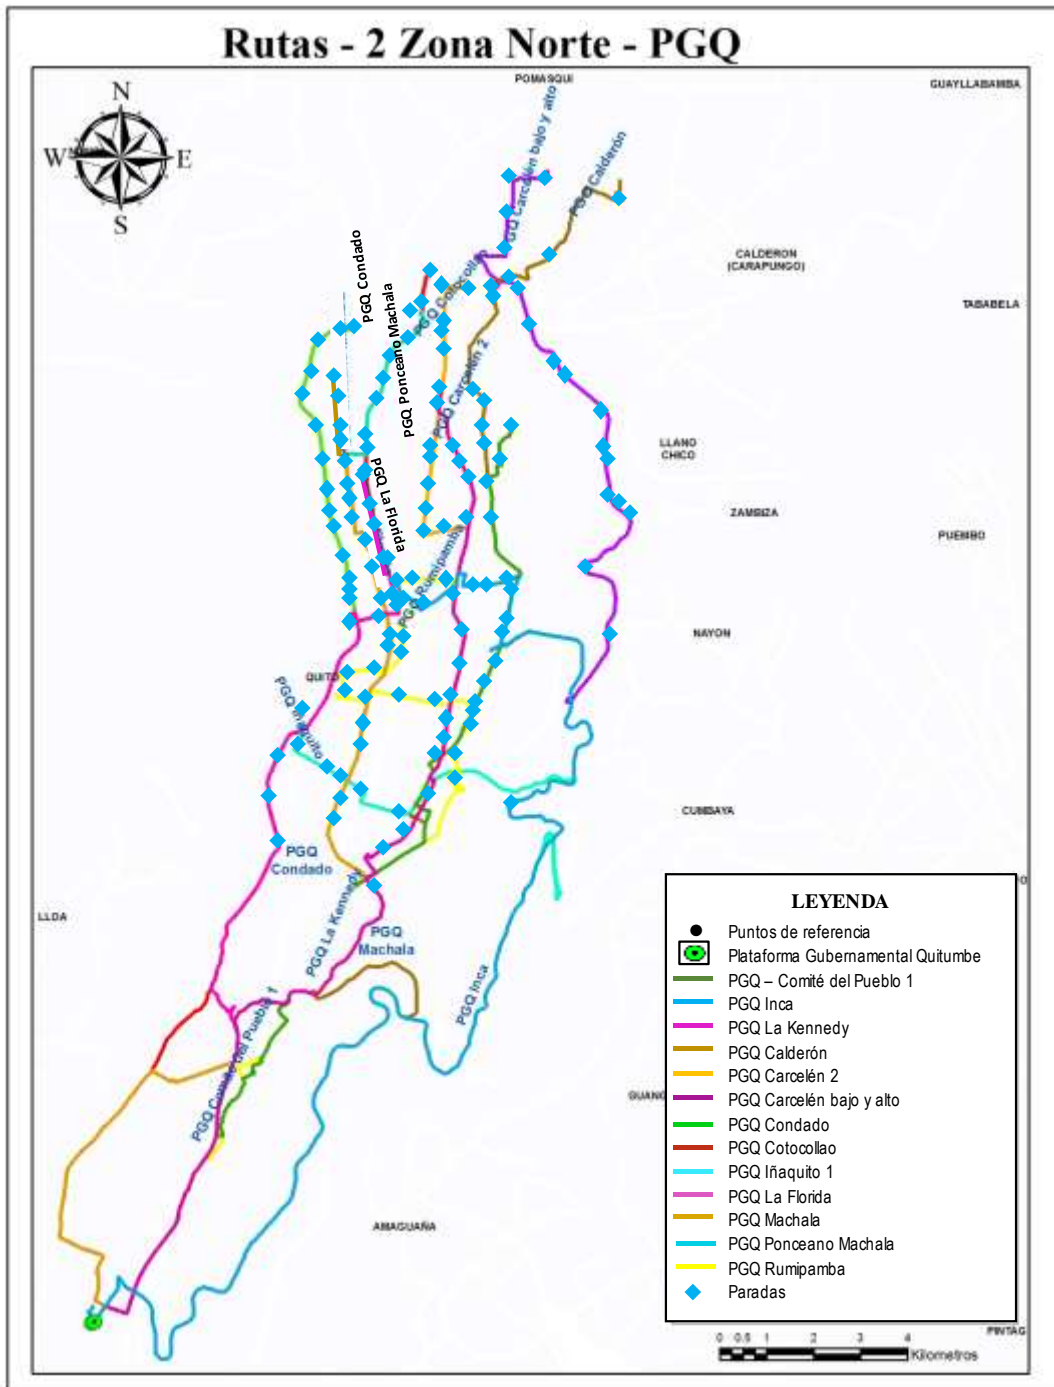 Rutas - 2 Zona Norte - PGQ
POMASQUI
GUAYLLABAMBA
N
W
E
S
PGQ Calderón
GQ Carcelén bajo y alto
CALDERON
(CARAPUNGO)
TABABELA
PGQ Condado
PGQ Cotocollao
PGQ Ponceano Machala
PGQ Carcelén 2
LLANO
CHICO
PGQ La Florida
ZAMBIZA
PUEMBO
PGQ Rumipamba
NAYON
QUITO
PGQ Iñaquito
CUMBAYA
PGQ
Condado
PGQ La Kennedy
LLOA
PGQ
Machala
PGQ Inca
PGQ Comité del Pueblo 1
GUANG
AMAGUAÑA
PINTAG
O
LEYENDA
Puntos de referencia
Plataforma Gubernamental Quitumbe
PGQ – Comité del Pueblo 1
PGQ Inca
PGQ La Kennedy
PGQ Calderón
PGQ Carcelén 2
PGQ Carcelén bajo y alto
PGQ Condado
PGQ Cotocollao
PGQ Iñaquito 1
PGQ La Florida
PGQ Machala
PGQ Ponceano Machala
PGQ Rumipamba
Paradas
0 0.5 1 2 3 4
Kilometros